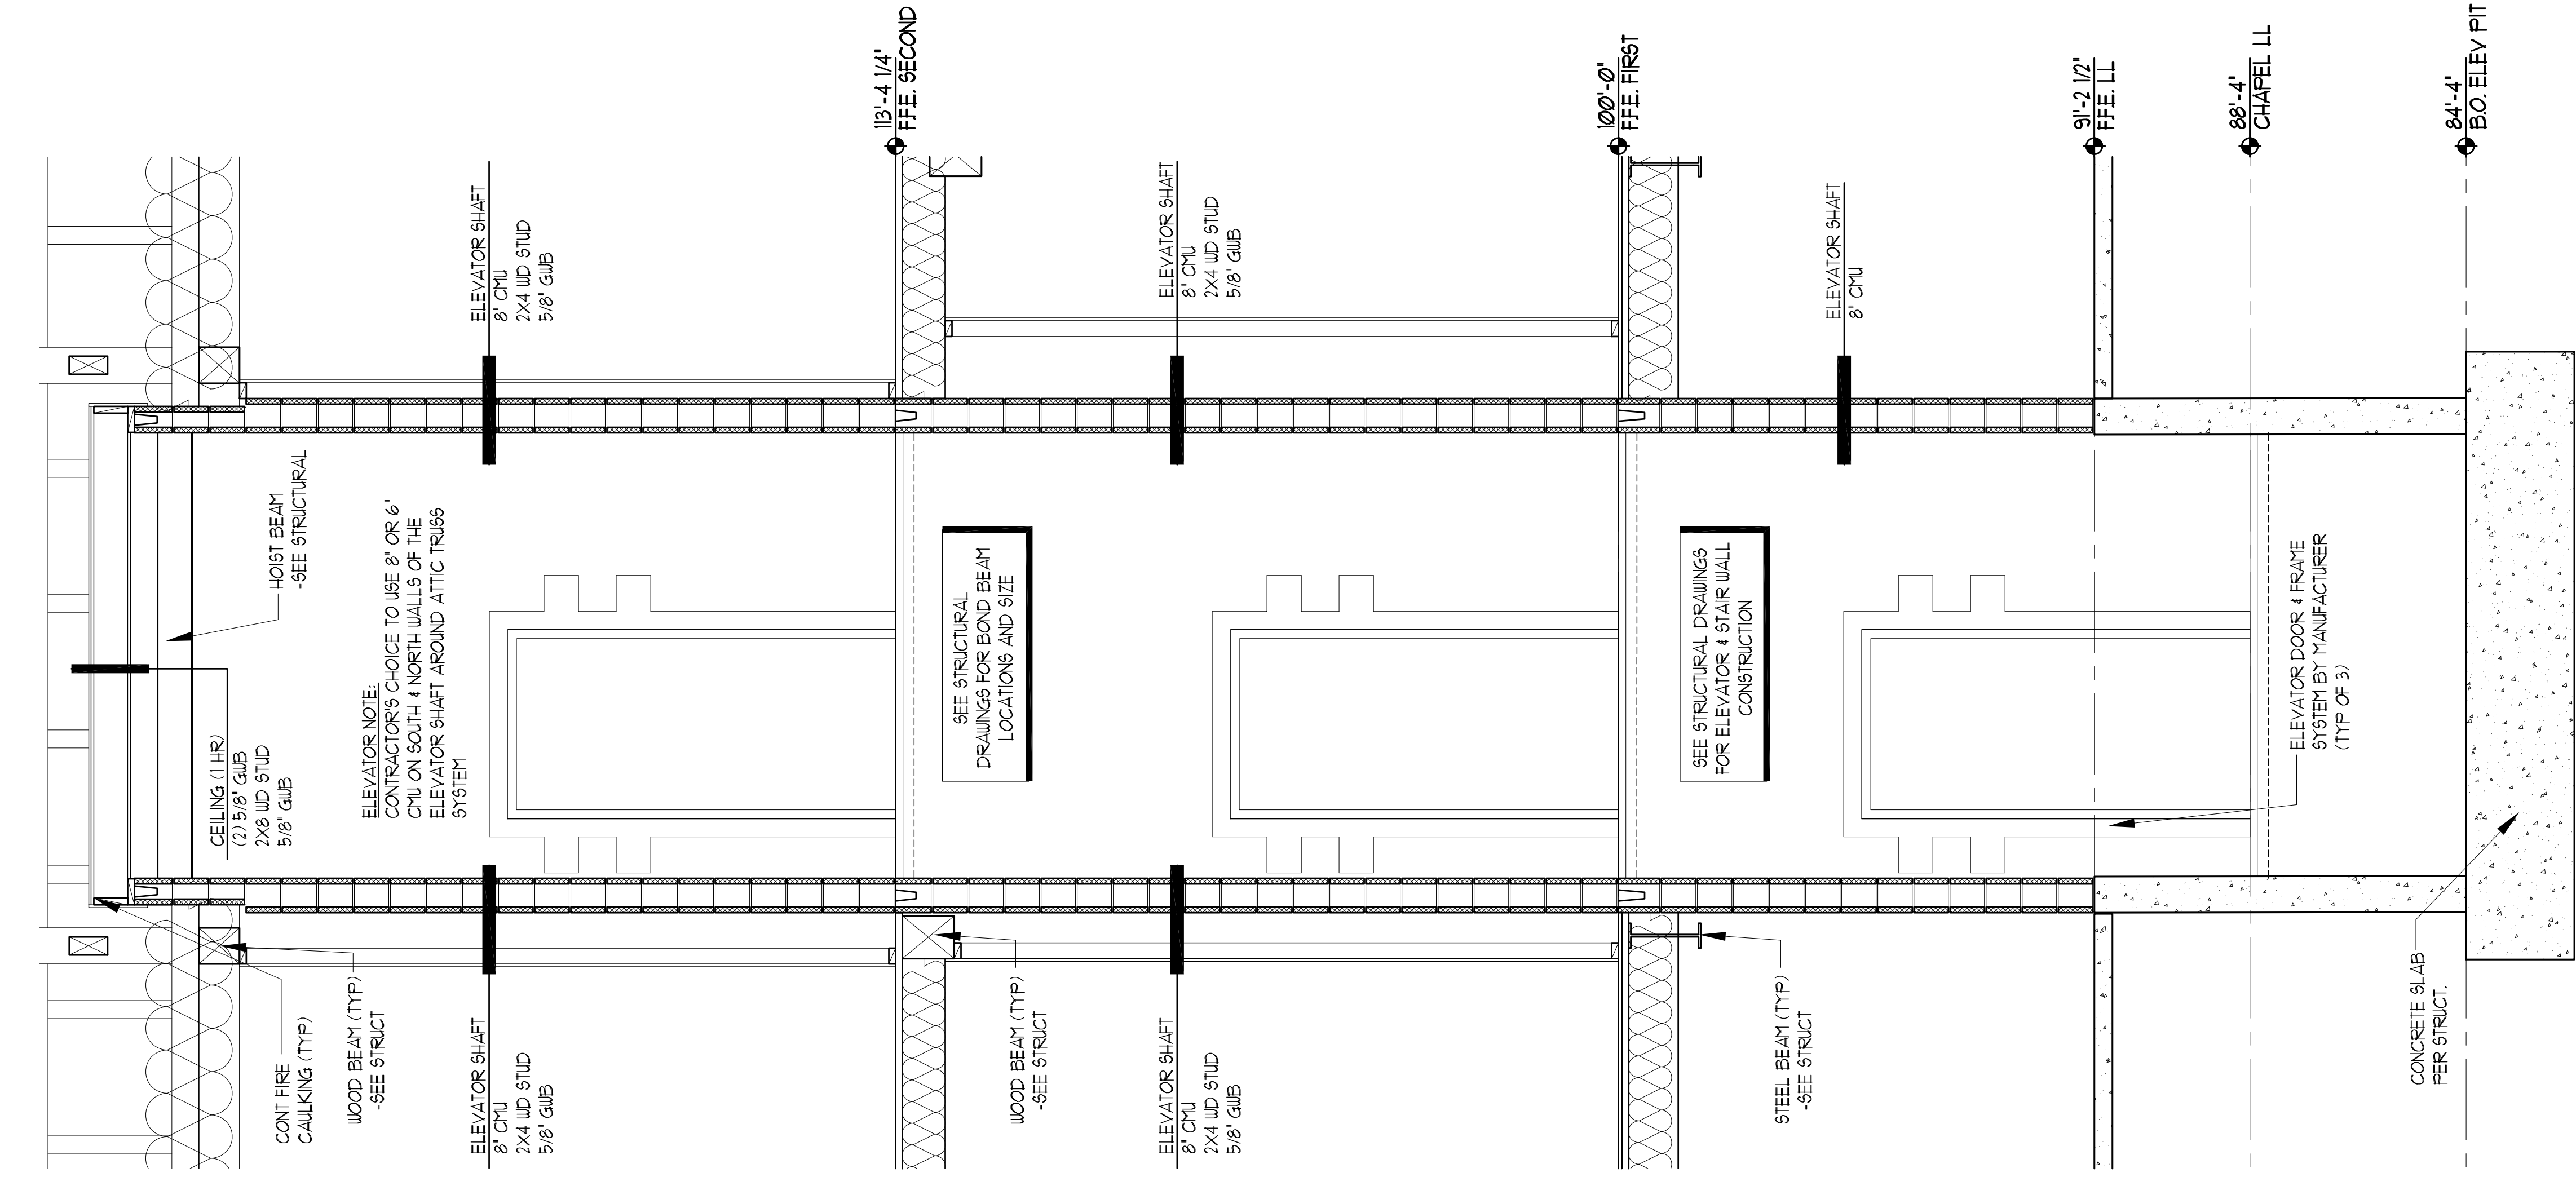 113'-4 1/4"
F.F.E. SECOND
100'-0"
F.F.E. FIRST
91'-2 1/2"
F.F.E. LL
88'-4"
CHAPEL LL
84'-4"
B.O. ELEV PIT
ELEVATOR SHAFT
8" CMU
2X4 WD STUD
5/8" GWB
ELEVATOR SHAFT
8" CMU
2X4 WD STUD
5/8" GWB
ELEVATOR SHAFT
8" CMU
HOIST BEAM
-SEE STRUCTURAL
ELEVATOR NOTE:
CONTRACTOR'S CHOICE TO USE 8" OR 6"
CMU ON SOUTH & NORTH WALLS OF THE
ELEVATOR SHAFT AROUND ATTIC TRUSS
SYSTEM
CEILING (1 HR)
(2) 5/8" GWB
2X8 WD STUD
5/8" GWB
SEE STRUCTURAL
DRAWINGS FOR BOND BEAM
LOCATIONS AND SIZE
SEE STRUCTURAL DRAWINGS
FOR ELEVATOR & STAIR WALL
CONSTRUCTION
ELEVATOR DOOR & FRAME
SYSTEM BY MANUFACTURER
(TYP OF 3)
CONT FIRE
CAULKING (TYP)
WOOD BEAM (TYP)
-SEE STRUCT
ELEVATOR SHAFT
8" CMU
2X4 WD STUD
5/8" GWB
WOOD BEAM (TYP)
-SEE STRUCT
ELEVATOR SHAFT
8" CMU
2X4 WD STUD
5/8" GWB
STEEL BEAM (TYP)
-SEE STRUCT
CONCRETE SLAB
PER STRUCT.